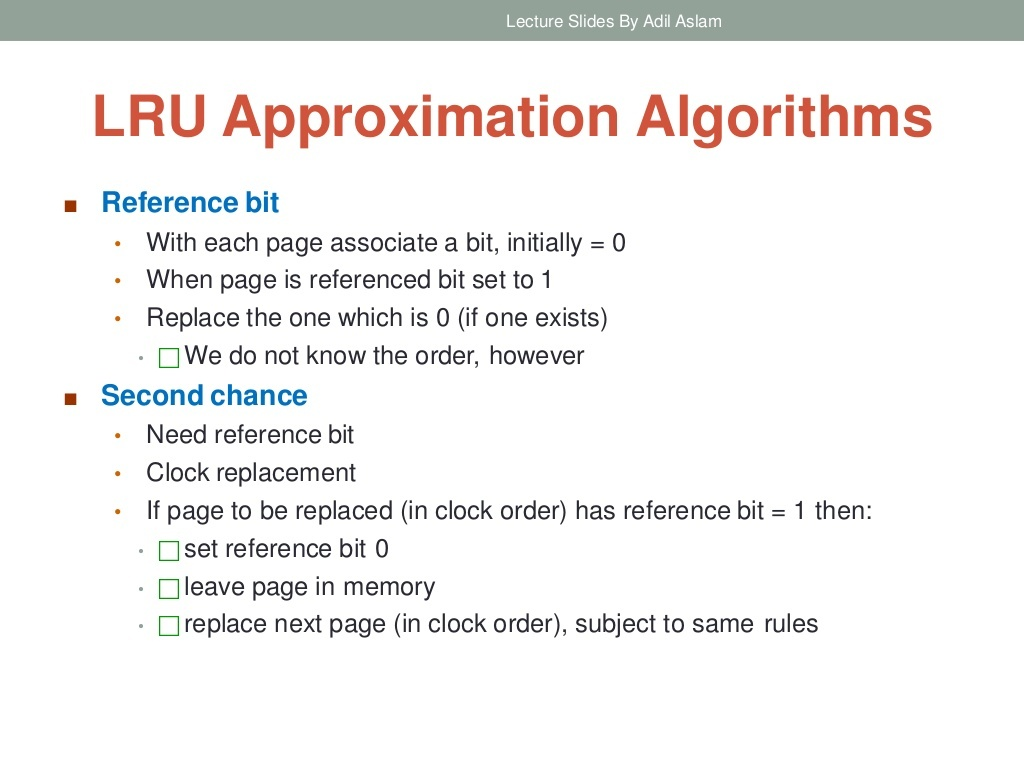 Lecture Slides By Adil Aslam
LRU Approximation Algorithms
Reference bit
With each page associate a bit, initially = 0
When page is referenced bit set to 1
Replace the one which is 0 (if one exists)
We do not know the order, however
Second chance
Need reference bit
Clock replacement
If page to be replaced (in clock order) has reference bit = 1 then:
set reference bit 0
leave page in memory
replace next page (in clock order), subject to same rules